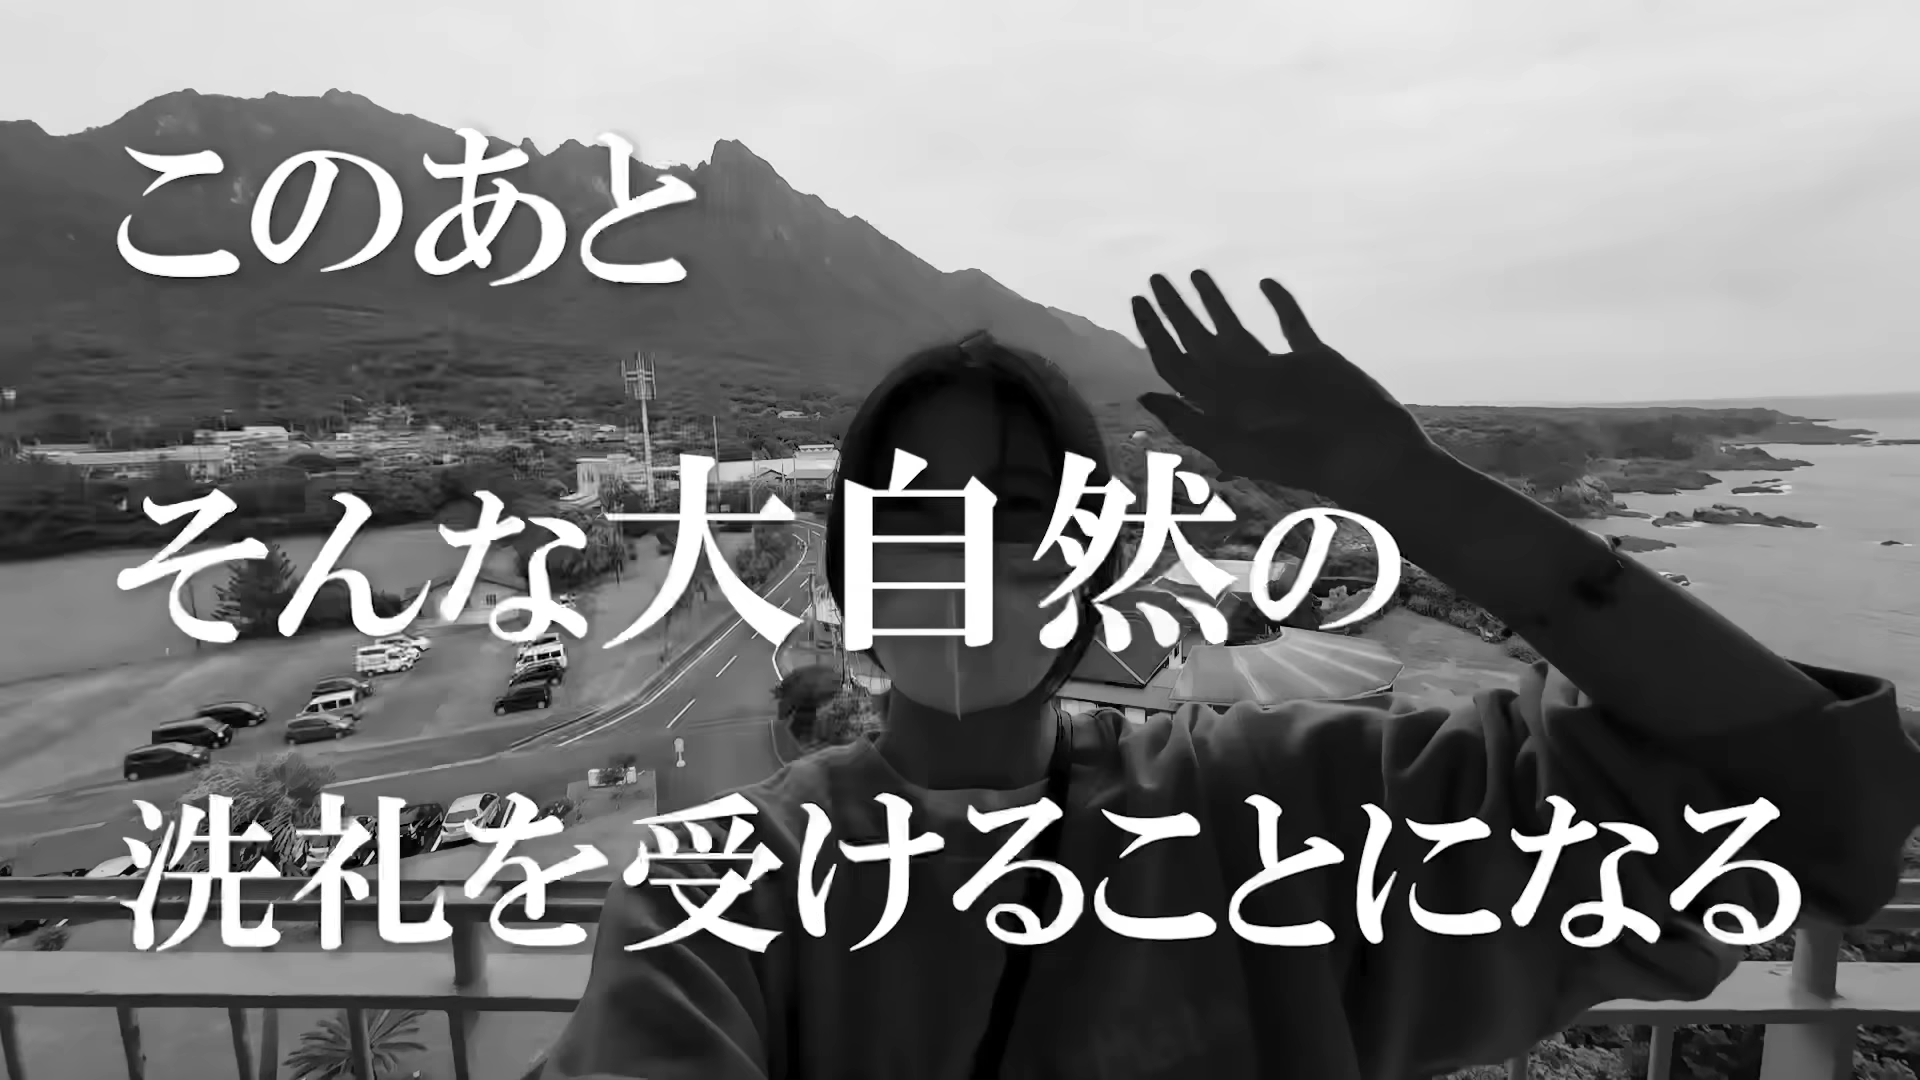 このあと
そんな大自然の
洗礼を受けることになる